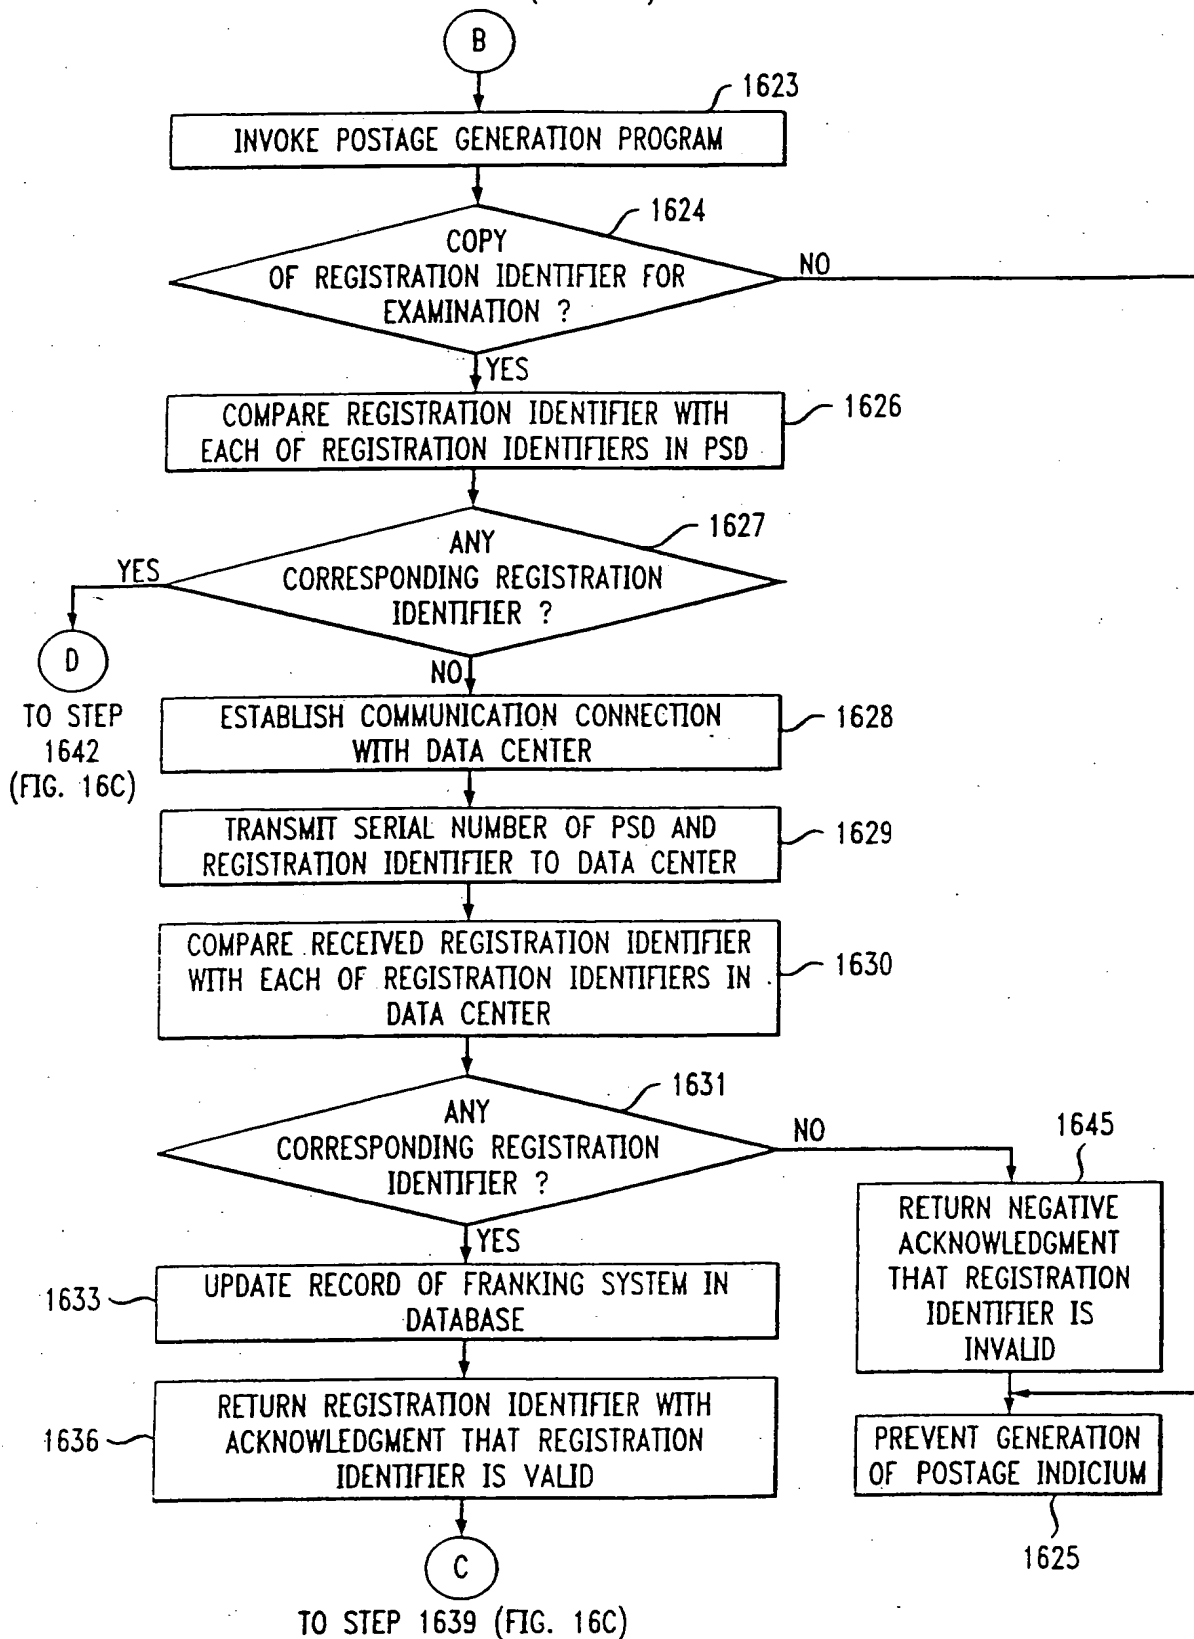 B
1623
INVOKE POSTAGE GENERATION PROGRAM
1624
COPY
OF REGISTRATION IDENTIFIER FOR
EXAMINATION ?
NO
YES
COMPARE REGISTRATION IDENTIFIER WITH
EACH OF REGISTRATION IDENTIFIERS IN PSD
1626
1627
ANY
CORRESPONDING REGISTRATION
IDENTIFIER ?
YES
D
TO STEP
1642
(FIG. 16C)
NO
ESTABLISH COMMUNICATION CONNECTION
WITH DATA CENTER
1628
TRANSMIT SERIAL NUMBER OF PSD AND
REGISTRATION IDENTIFIER TO DATA CENTER
1629
COMPARE RECEIVED REGISTRATION IDENTIFIER
WITH EACH OF REGISTRATION IDENTIFIERS IN
DATA CENTER
1630
1631
ANY
CORRESPONDING REGISTRATION
IDENTIFIER ?
NO
1645
RETURN NEGATIVE
ACKNOWLEDGMENT
THAT REGISTRATION
IDENTIFIER IS
INVALID
YES
1633
UPDATE RECORD OF FRANKING SYSTEM IN
DATABASE
1636
RETURN REGISTRATION IDENTIFIER WITH
ACKNOWLEDGMENT THAT REGISTRATION
IDENTIFIER IS VALID
PREVENT GENERATION
OF POSTAGE INDICIUM
1625
C
TO STEP 1639 (FIG. 16C)